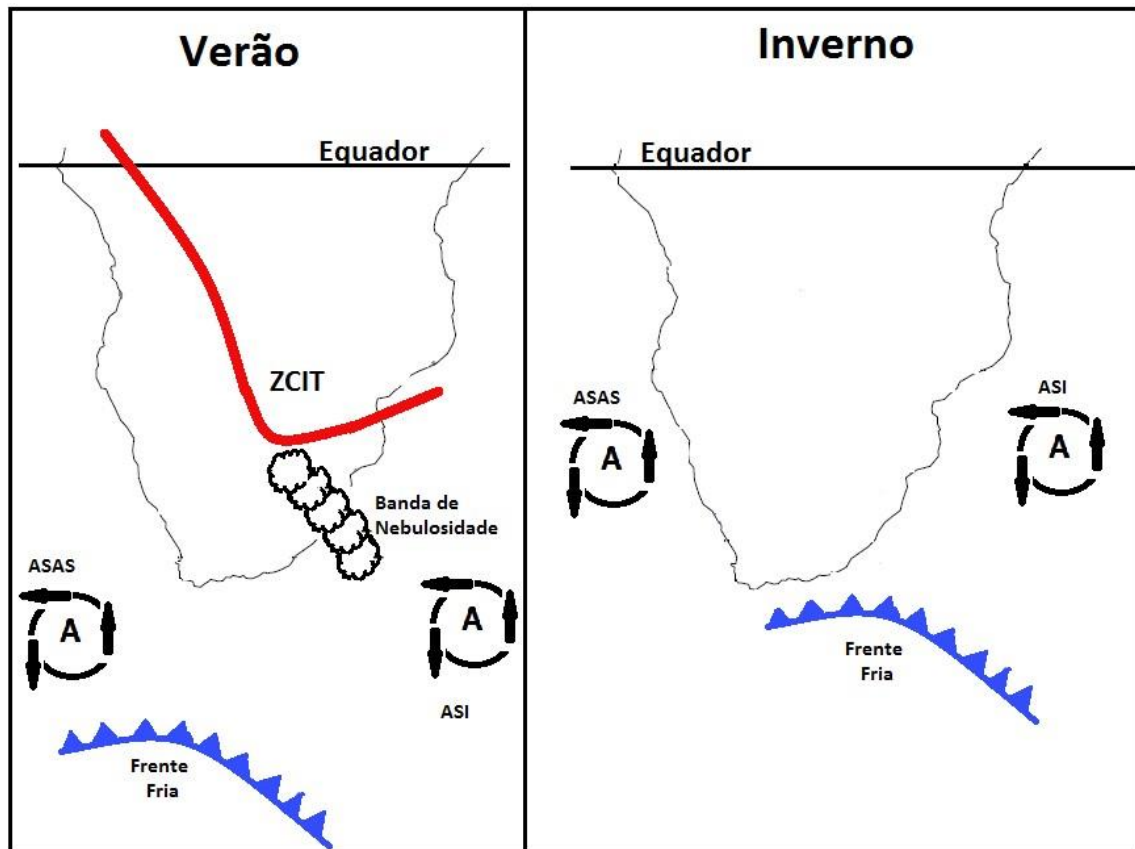 Verão
Equador
ZCIT
Banda de
Nebulosidade
ASAS
A
A
ASI
Frente
Fria
Inverno
Equador
ASAS
ASI
A
A
Frente
Fria